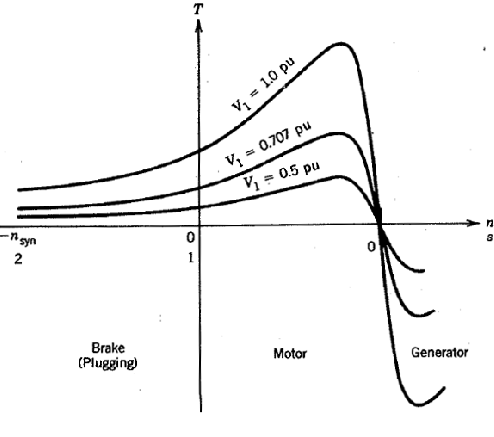 T
V₁ = 1.0 pu
V₁ = 0.707 pu
V₁ = 0.5 pu
n
s
−n_syn 0 0
2 1
Brake Motor Generator
(Plugging)